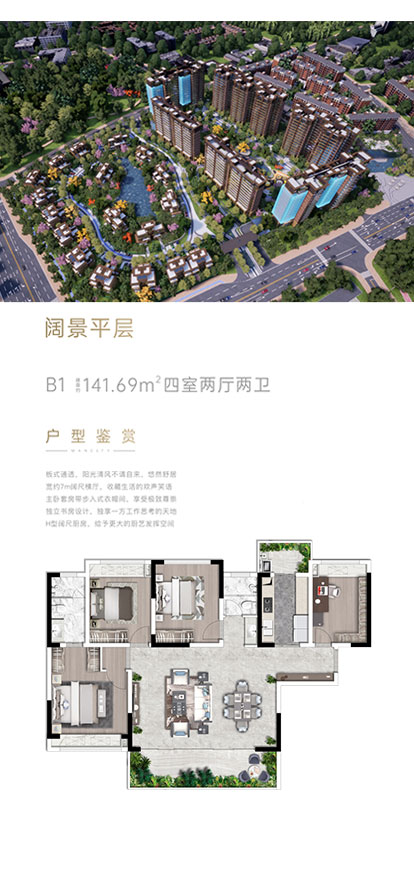 阔景平层
B1 建面约 141.69m² 四室两厅两卫
户型鉴赏
板式通透，阳光清风不请自来，悠然舒居
宽约7m阔尺横厅，收藏生活的欢声笑语
主卧套房带步入式衣帽间，享受极致尊崇
独立书房设计，独享一方工作思考的天地
H型阔尺厨房，给予更大的厨艺发挥空间